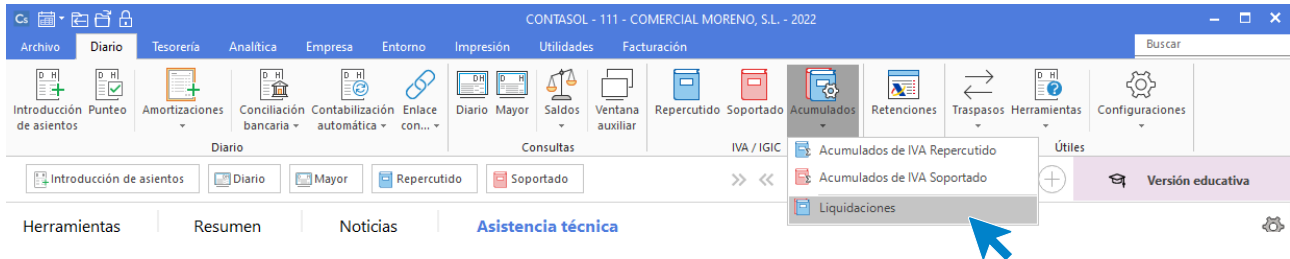 Cs CONTASOL - 111 - COMERCIAL MORENO, S.L. - 2022
Archivo Diario Tesorería Analítica Empresa Entorno Impresión Utilidades Facturación Buscar
D H D H D H D H DH D H D H
Introducción Punteo Amortizaciones Conciliación Contabilización Enlace Diario Mayor Saldos Ventana Repercutido Soportado Acumulados Retenciones Traspasos Herramientas Configuraciones
de asientos bancaria automática con... auxiliar
Diario Consultas IVA / IGIC Útiles
Acumulados de IVA Repercutido
Introducción de asientos Diario Mayor Repercutido Soportado Acumulados de IVA Soportado Versión educativa
Liquidaciones
Herramientas Resumen Noticias Asistencia técnica